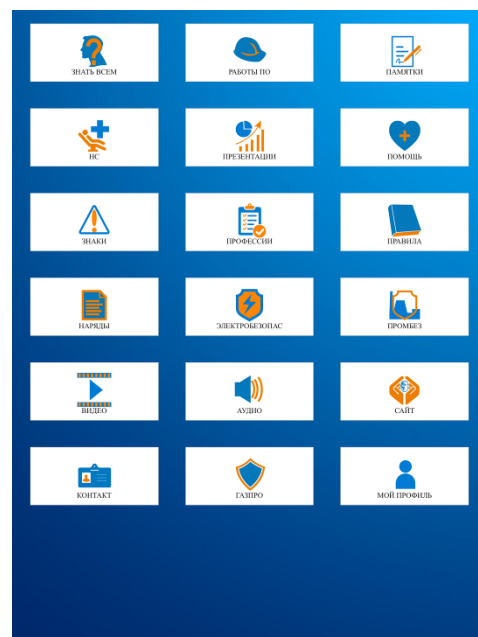 ЗНАТЬ ВСЕМ
РАБОТЫ ПО
ПАМЯТКИ
НС
ПРЕЗЕНТАЦИИ
ПОМОЩЬ
ЗНАКИ
ПРОФЕССИИ
ПРАВИЛА
НАРЯДЫ
ЭЛЕКТРОБЕЗОПАС
ПРОМБЕЗ
ВИДЕО
АУДИО
САЙТ
КОНТАКТ
ГАЗПРО
МОЙ ПРОФИЛЬ